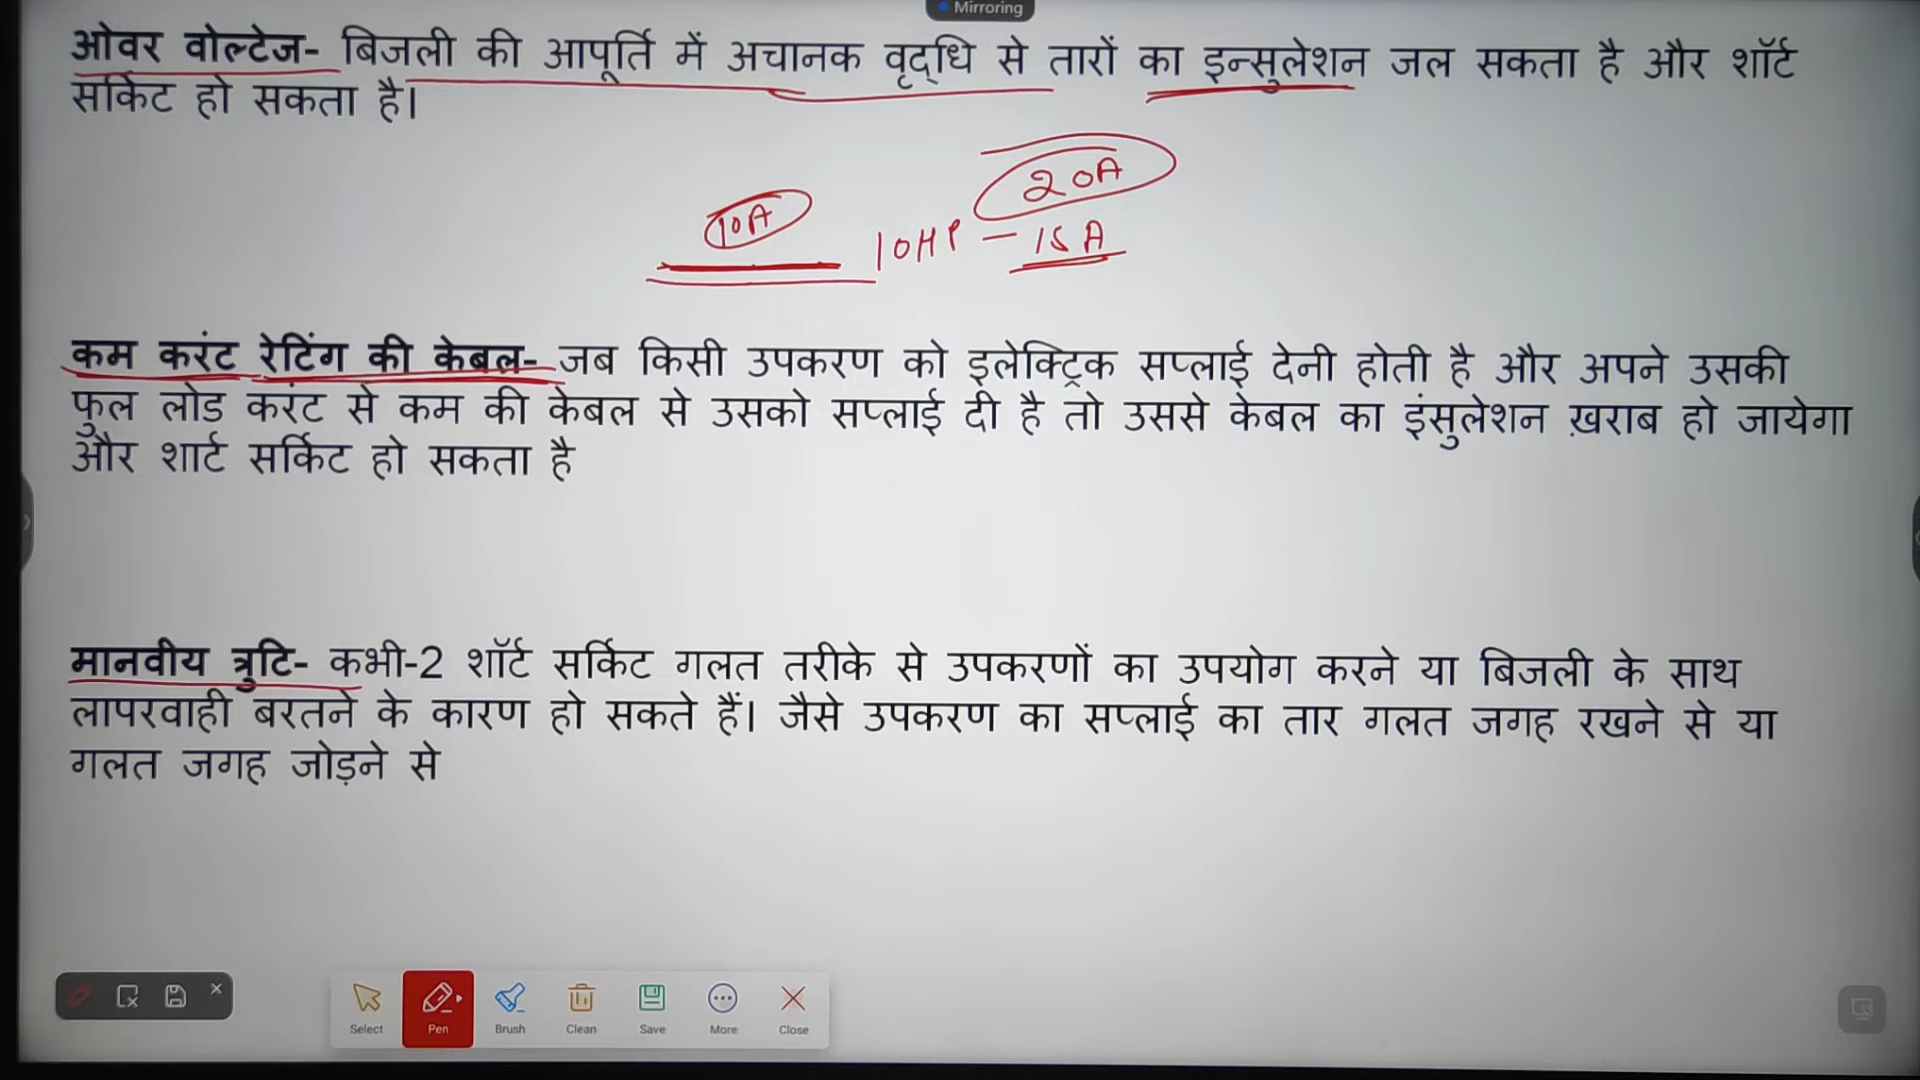 Mirroring
ओवर वोल्टेज- बिजली की आपूर्ति में अचानक वृद्धि से तारों का इन्सुलेशन जल सकता है और शॉर्ट
सर्किट हो सकता है।
20A
10A
10HP - 15A
कम करंट रेटिंग की केबल- जब किसी उपकरण को इलेक्ट्रिक सप्लाई देनी होती है और अपने उसकी
फुल लोड करंट से कम की केबल से उसको सप्लाई दी है तो उससे केबल का इंसुलेशन ख़राब हो जायेगा
और शार्ट सर्किट हो सकता है
मानवीय त्रुटि- कभी-2 शॉर्ट सर्किट गलत तरीके से उपकरणों का उपयोग करने या बिजली के साथ
लापरवाही बरतने के कारण हो सकते हैं। जैसे उपकरण का सप्लाई का तार गलत जगह रखने से या
गलत जगह जोड़ने से
Select Pen Brush Clean Save More Close